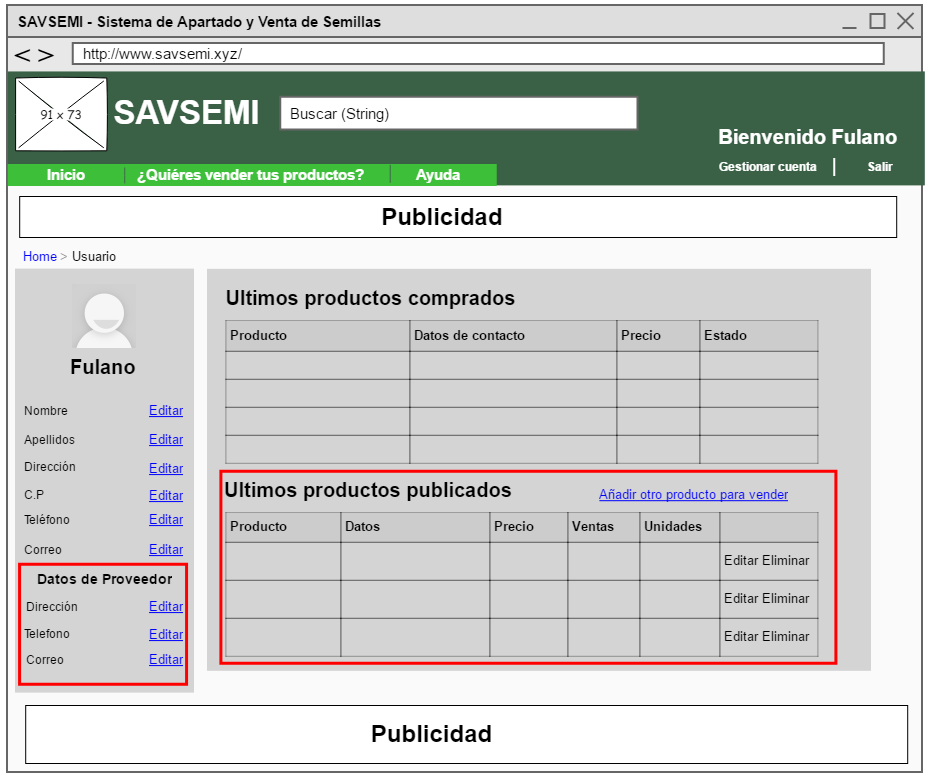 SAVSEMI - Sistema de Apartado y Venta de Semillas
< > http://www.savsemi.xyz/
91 x 73
SAVSEMI
Buscar (String)
Bienvenido Fulano
Gestionar cuenta | Salir
Inicio | ¿Quiéres vender tus productos? | Ayuda
Publicidad
Home > Usuario
Fulano
Nombre Editar
Apellidos Editar
Dirección Editar
C.P Editar
Teléfono Editar
Correo Editar
Datos de Proveedor
Dirección Editar
Telefono Editar
Correo Editar
Ultimos productos comprados
Producto Datos de contacto Precio Estado
Ultimos productos publicados Añadir otro producto para vender
Producto Datos Precio Ventas Unidades
Editar Eliminar
Editar Eliminar
Editar Eliminar
Publicidad